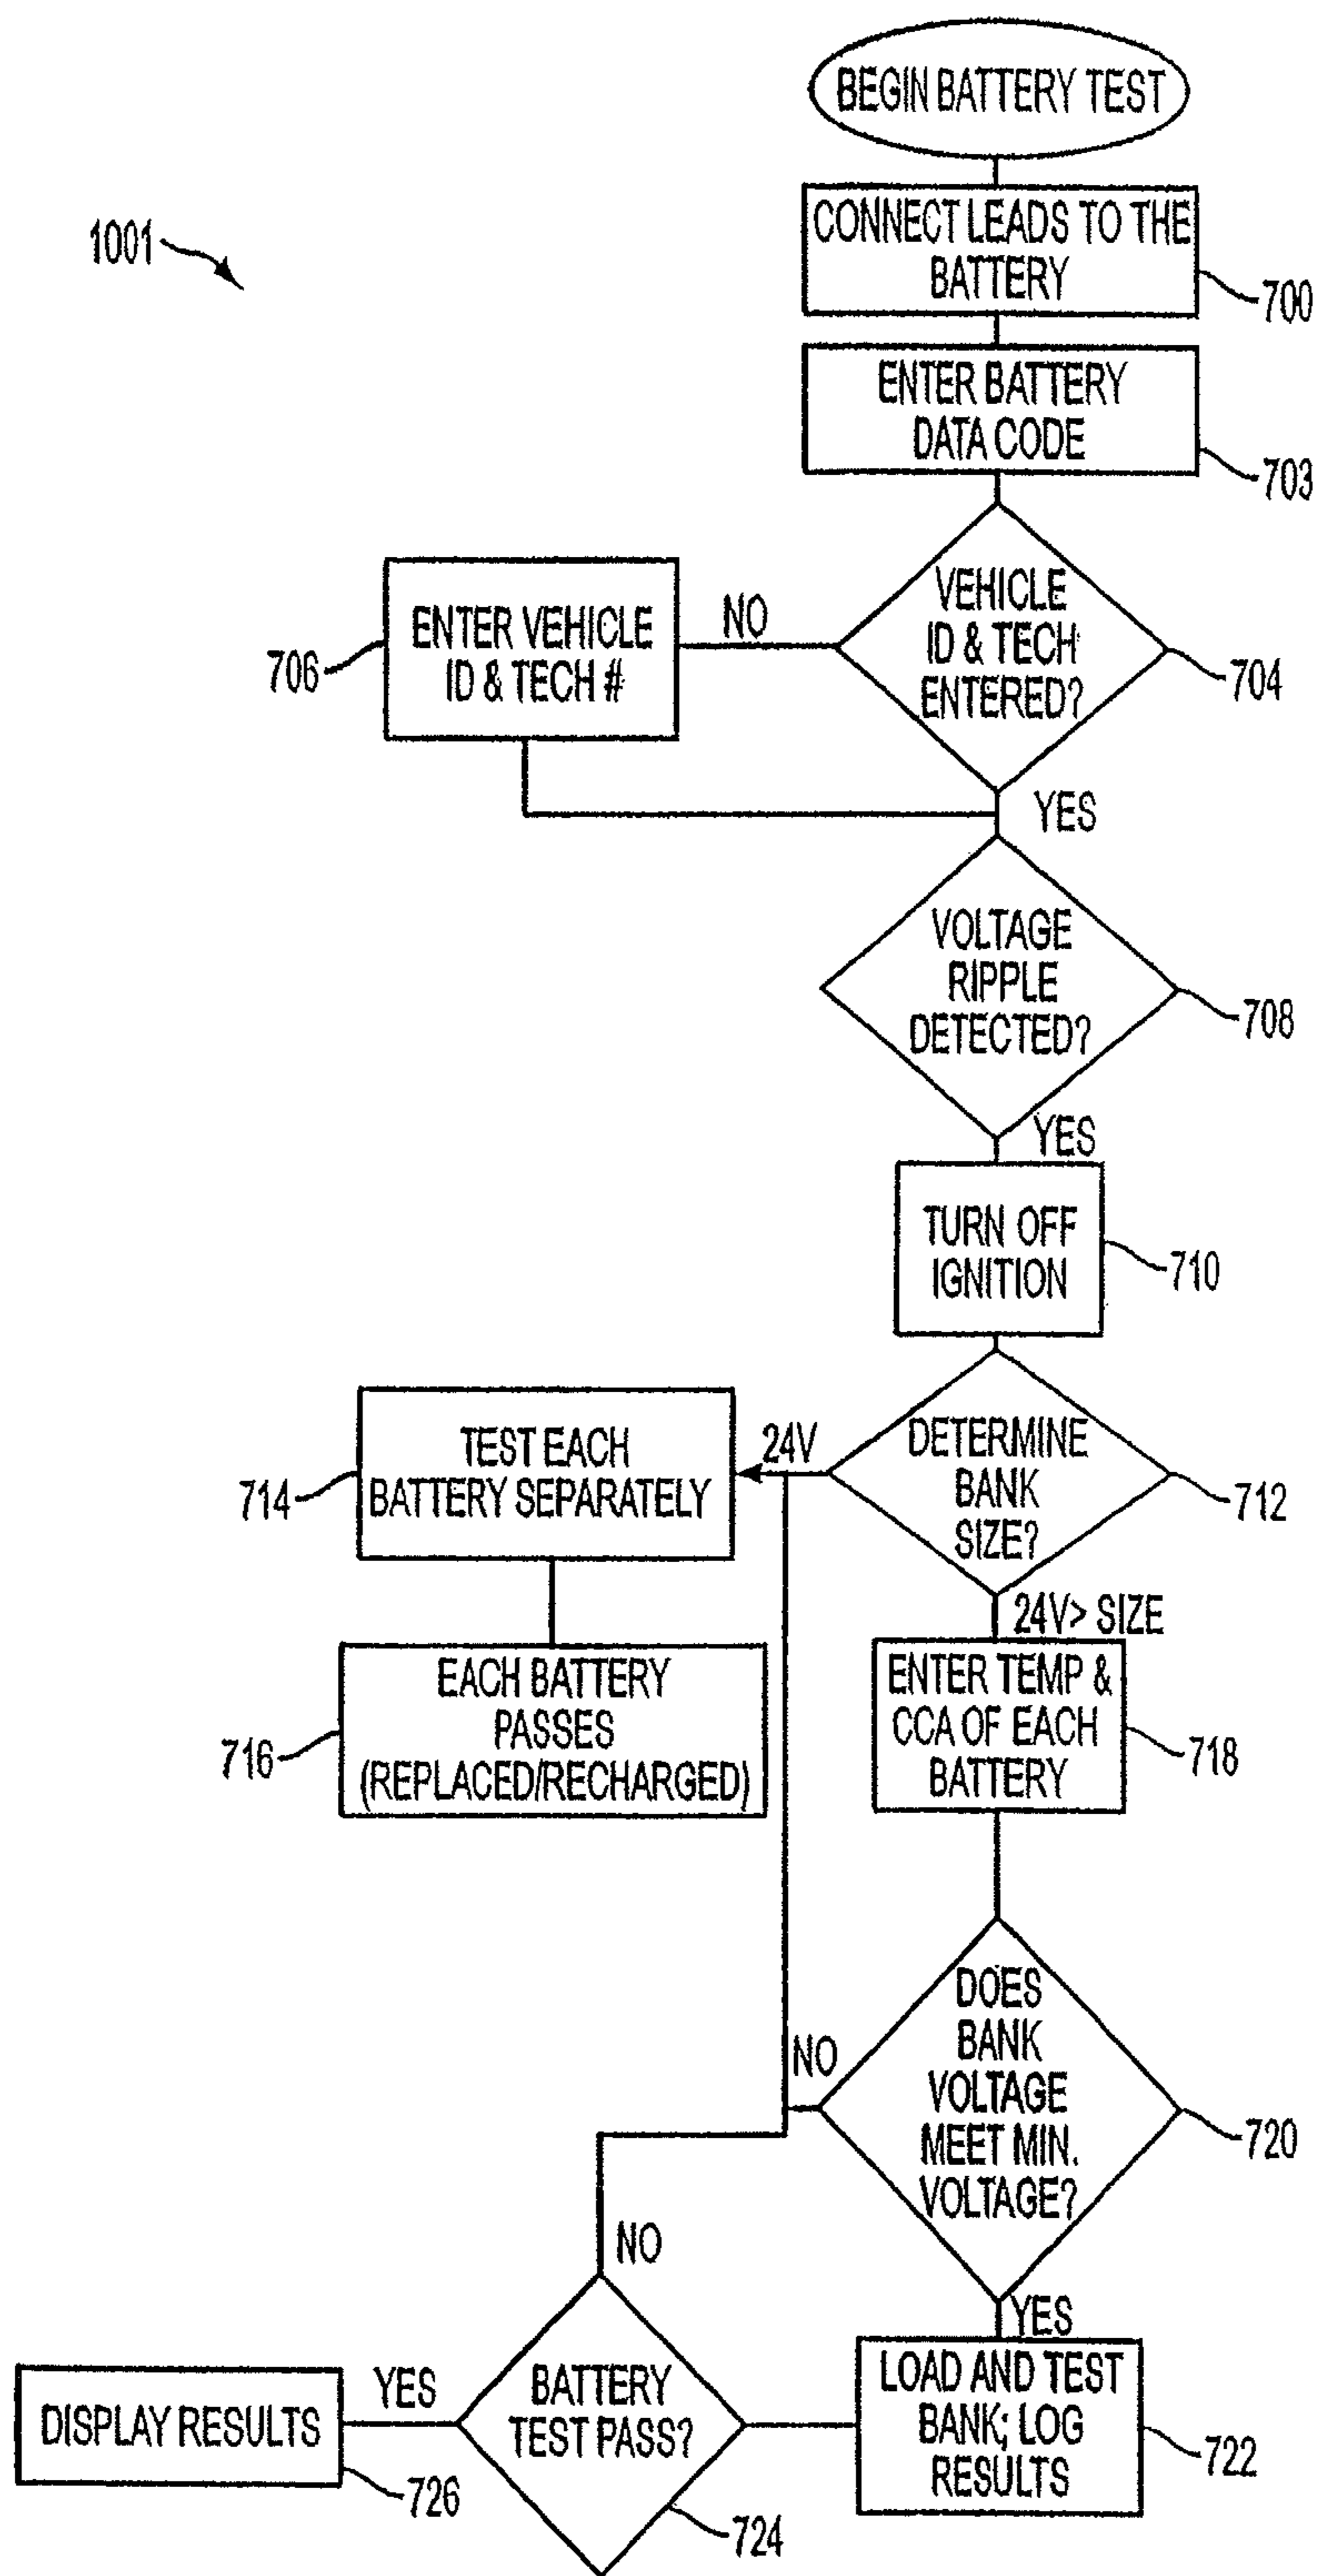 BEGIN BATTERY TEST
1001
CONNECT LEADS TO THE
BATTERY
700
ENTER BATTERY
DATA CODE
703
VEHICLE
ID & TECH
ENTERED?
704
NO
ENTER VEHICLE
ID & TECH #
706
YES
VOLTAGE
RIPPLE
DETECTED?
708
YES
TURN OFF
IGNITION
710
DETERMINE
BANK
SIZE?
712
24V
TEST EACH
BATTERY SEPARATELY
714
EACH BATTERY
PASSES
(REPLACED/RECHARGED)
716
24V> SIZE
ENTER TEMP &
CCA OF EACH
BATTERY
718
DOES
BANK
VOLTAGE
MEET MIN.
VOLTAGE?
720
NO
YES
LOAD AND TEST
BANK; LOG
RESULTS
722
NO
BATTERY
TEST PASS?
724
YES
DISPLAY RESULTS
726